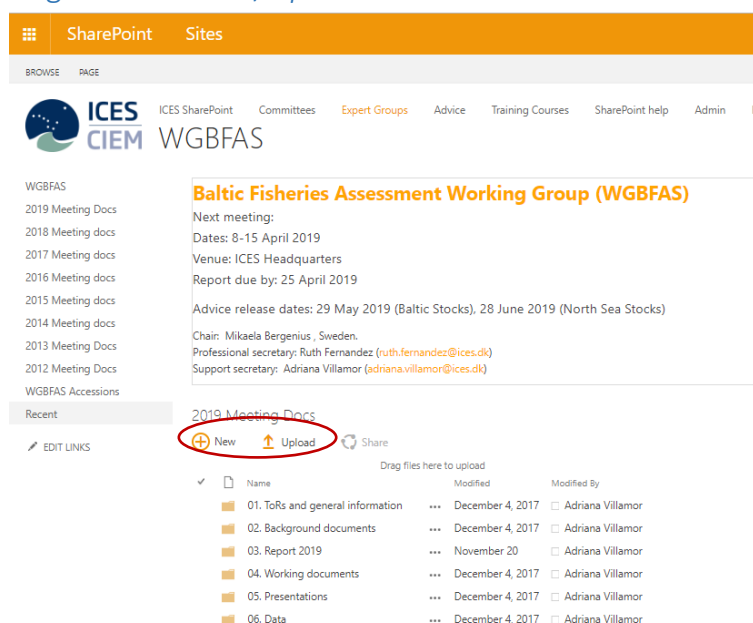 SharePoint Sites
BROWSE PAGE
ICES CIEM
ICES SharePoint Committees Expert Groups Advice Training Courses SharePoint help Admin
WGBFAS
WGBFAS
2019 Meeting Docs
2018 Meeting docs
2017 Meeting docs
2016 Meeting docs
2015 Meeting docs
2014 Meeting docs
2013 Meeting Docs
2012 Meeting Docs
WGBFAS Accessions
Recent
EDIT LINKS
Baltic Fisheries Assessment Working Group (WGBFAS)
Next meeting:
Dates: 8-15 April 2019
Venue: ICES Headquarters
Report due by: 25 April 2019
Advice release dates: 29 May 2019 (Baltic Stocks), 28 June 2019 (North Sea Stocks)
Chair: Mikaela Bergenius , Sweden.
Professional secretary: Ruth Fernandez (ruth.fernandez@ices.dk)
Support secretary: Adriana Villamor (adriana.villamor@ices.dk)
2019 Meeting Docs
New Upload Share
Drag files here to upload
Name Modified Modified By
01. ToRs and general information ... December 4, 2017 Adriana Villamor
02. Background documents ... December 4, 2017 Adriana Villamor
03. Report 2019 ... November 20 Adriana Villamor
04. Working documents ... December 4, 2017 Adriana Villamor
05. Presentations ... December 4, 2017 Adriana Villamor
06. Data ... December 4, 2017 Adriana Villamor